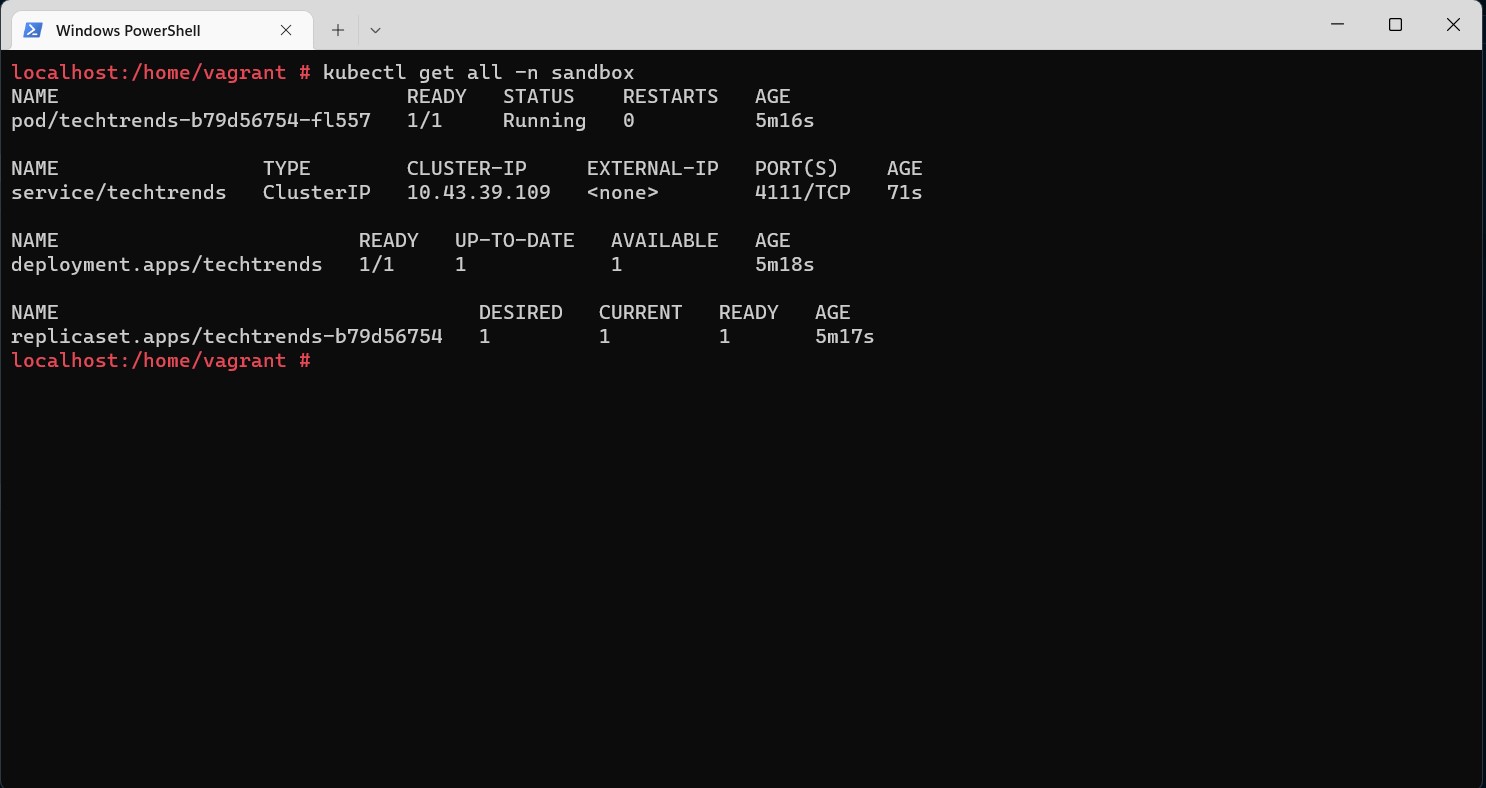 Windows PowerShell
localhost:/home/vagrant # kubectl get all -n sandbox
NAME                             READY   STATUS    RESTARTS   AGE
pod/techtrends-b79d56754-fl557   1/1     Running   0          5m16s

NAME                 TYPE        CLUSTER-IP     EXTERNAL-IP   PORT(S)    AGE
service/techtrends   ClusterIP   10.43.39.109   <none>        4111/TCP   71s

NAME                         READY   UP-TO-DATE   AVAILABLE   AGE
deployment.apps/techtrends   1/1     1            1           5m18s

NAME                                   DESIRED   CURRENT   READY   AGE
replicaset.apps/techtrends-b79d56754   1         1         1       5m17s
localhost:/home/vagrant #